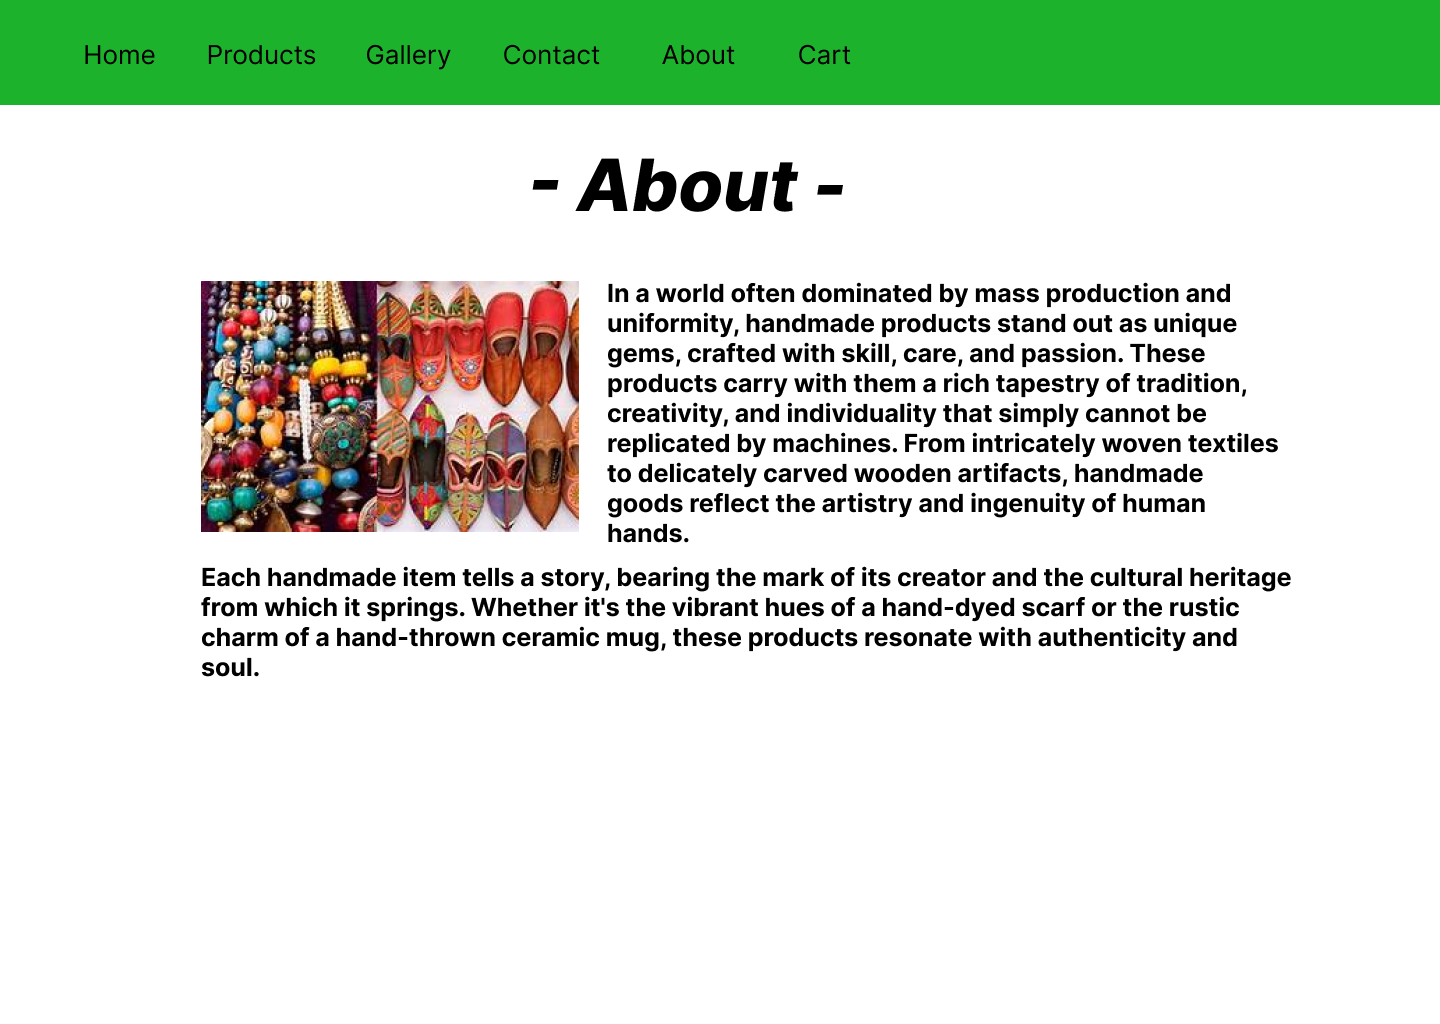 Home Products Gallery Contact About Cart
- About -
In a world often dominated by mass production and
uniformity, handmade products stand out as unique
gems, crafted with skill, care, and passion. These
products carry with them a rich tapestry of tradition,
creativity, and individuality that simply cannot be
replicated by machines. From intricately woven textiles
to delicately carved wooden artifacts, handmade
goods reflect the artistry and ingenuity of human
hands.
Each handmade item tells a story, bearing the mark of its creator and the cultural heritage
from which it springs. Whether it's the vibrant hues of a hand-dyed scarf or the rustic
charm of a hand-thrown ceramic mug, these products resonate with authenticity and
soul.